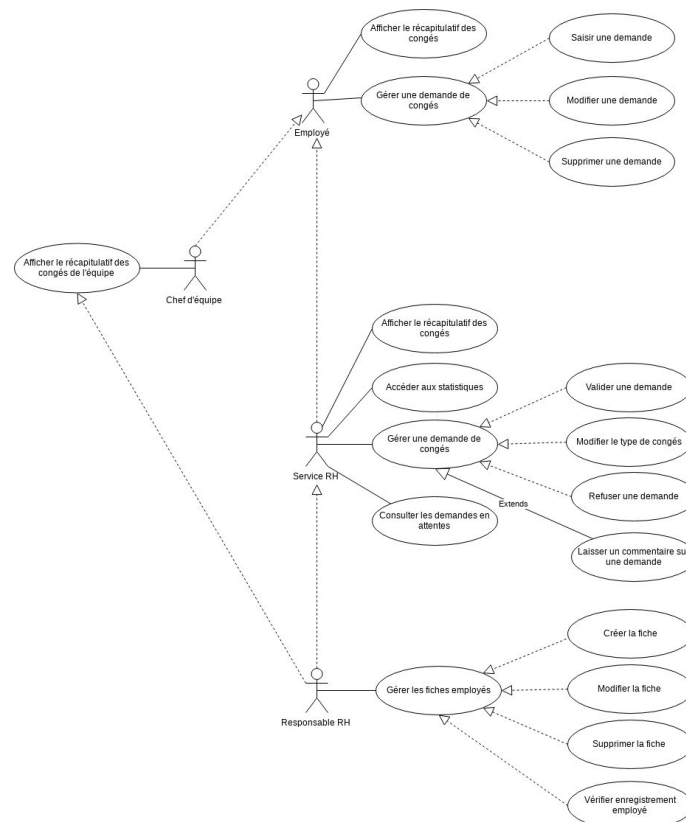 Afficher le récapitulatif des
congés
Saisir une demande
Gérer une demande de
congés
Modifier une demande
Employé
Supprimer une demande
Afficher le récapitulatif des
congés de l'équipe
Chef d'équipe
Afficher le récapitulatif des
congés
Accéder aux statistiques
Valider une demande
Gérer une demande de
congés
Modifier le type de congés
Service RH
Refuser une demande
Extends
Consulter les demandes en
attentes
Laisser un commentaire su
une demande
Créer la fiche
Gérer les fiches employés
Modifier la fiche
Responsable RH
Supprimer la fiche
Vérifier enregistrement
employé